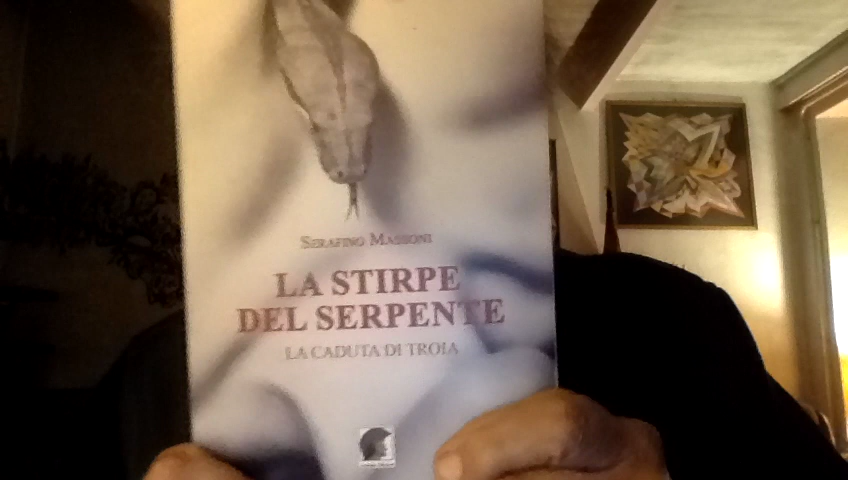 SERAFINO MASSONI
LA STIRPE
DEL SERPENTE
LA CADUTA DI TROIA